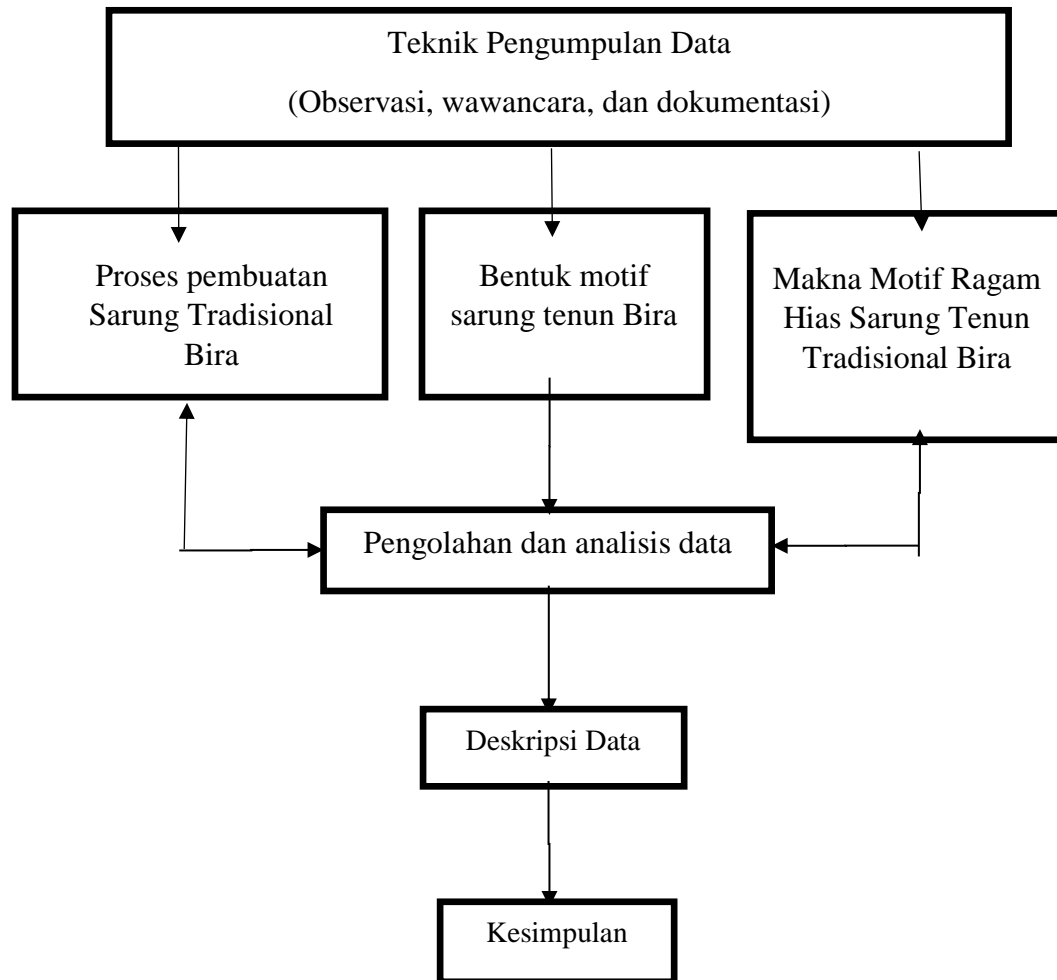 Teknik Pengumpulan Data
(Observasi, wawancara, dan dokumentasi)
Proses pembuatan
Sarung Tradisional
Bira
Bentuk motif
sarung tenun Bira
Makna Motif Ragam
Hias Sarung Tenun
Tradisional Bira
Pengolahan dan analisis data
Deskripsi Data
Kesimpulan